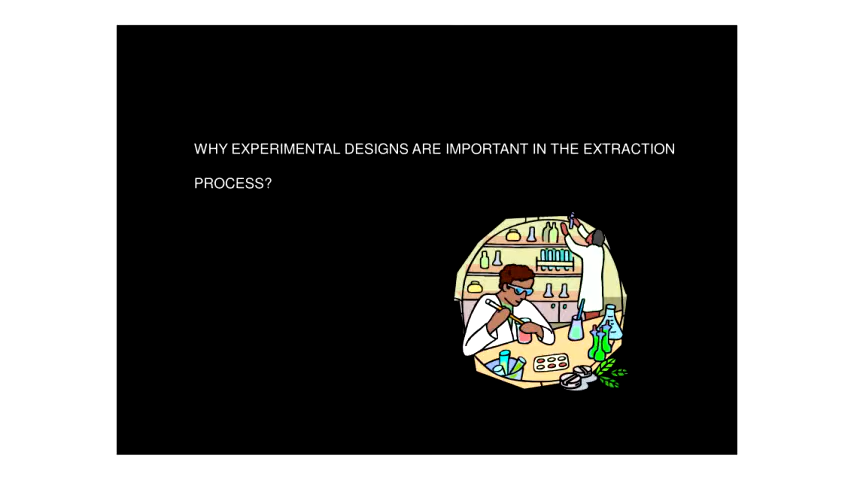 WHY EXPERIMENTAL DESIGNS ARE IMPORTANT IN THE EXTRACTION
PROCESS?